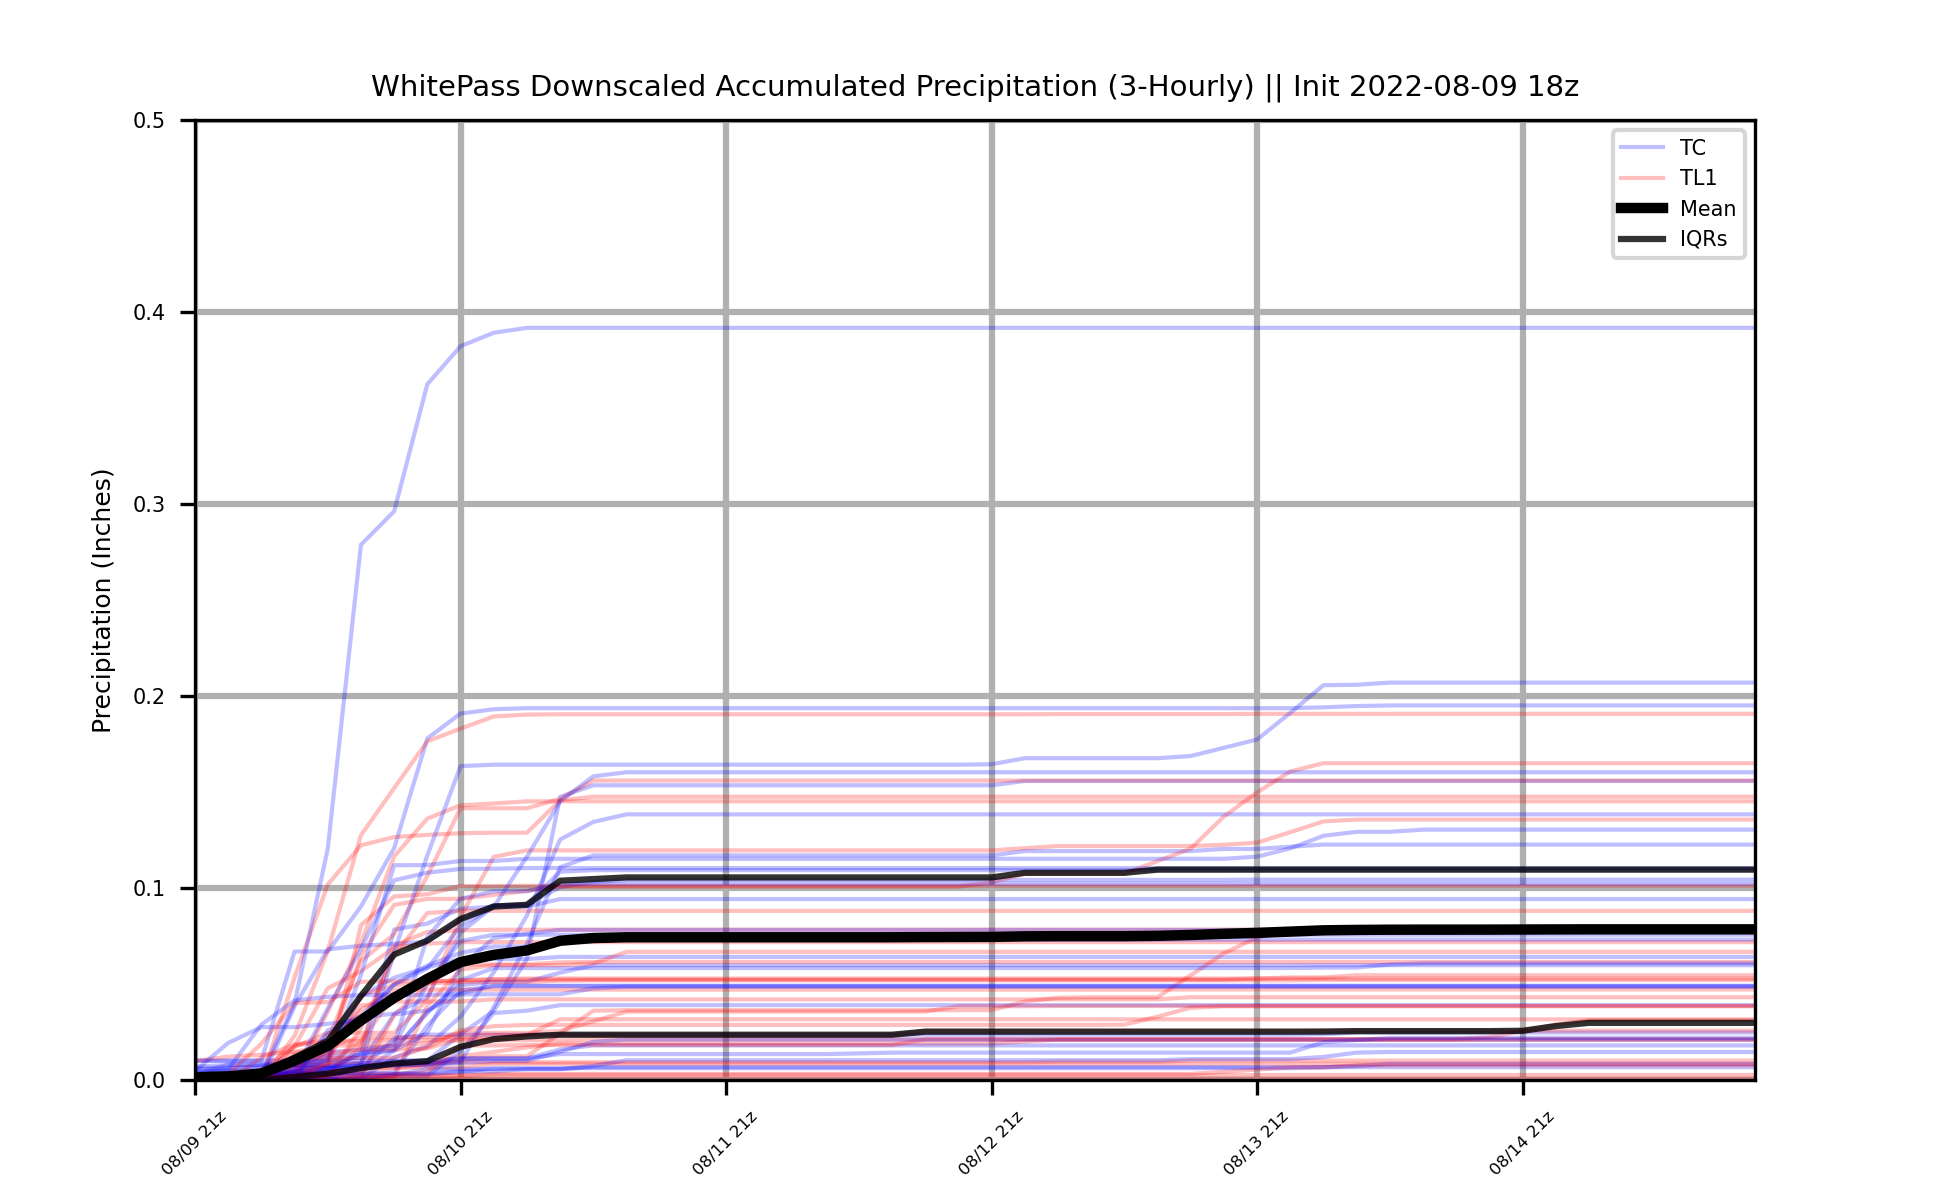 WhitePass Downscaled Accumulated Precipitation (3-Hourly) || Init 2022-08-09 18z
Precipitation (Inches)
0.5
0.4
0.3
0.2
0.1
0.0
TC
TL1
Mean
IQRs
08/09 21z
08/10 21z
08/11 21z
08/12 21z
08/13 21z
08/14 21z